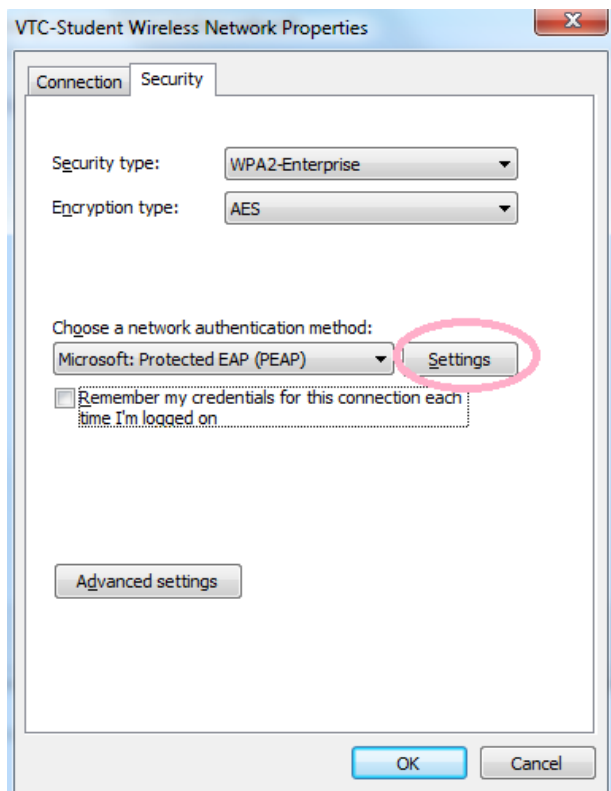 VTC-Student Wireless Network Properties
Connection
Security
Security type:
WPA2-Enterprise
Encryption type:
AES
Choose a network authentication method:
Microsoft: Protected EAP (PEAP)
Settings
Remember my credentials for this connection each
time I'm logged on
Advanced settings
OK
Cancel